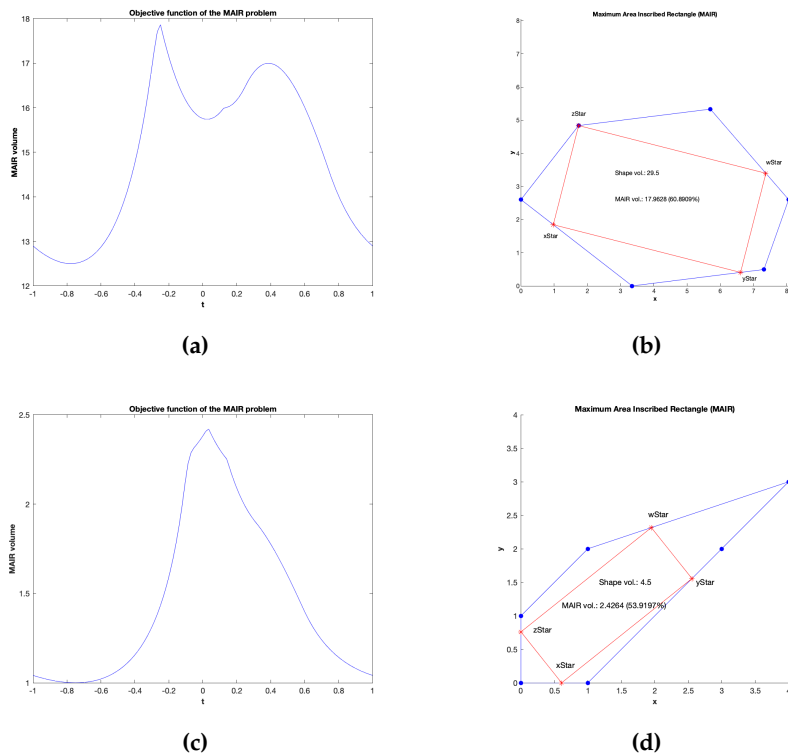 Objective function of the MAIR problem
18
17
16
15
14
13
12
-1 -0.8 -0.6 -0.4 -0.2 0 0.2 0.4 0.6 0.8 1
MAIR volume
t
(a)
Maximum Area Inscribed Rectangle (MAIR)
8
7
6
5
4
3
2
1
0
0 1 2 3 4 5 6 7 8
y
x
zStar
wStar
Shape vol.: 29.5
MAIR vol.: 17.9628 (60.8909%)
xStar
yStar
(b)
Objective function of the MAIR problem
2.5
2
1.5
1
-1 -0.8 -0.6 -0.4 -0.2 0 0.2 0.4 0.6 0.8 1
MAIR volume
t
(c)
Maximum Area Inscribed Rectangle (MAIR)
4
3.5
3
2.5
2
1.5
1
0.5
0
0 0.5 1 1.5 2 2.5 3 3.5 4
y
x
wStar
Shape vol.: 4.5
yStar
MAIR vol.: 2.4264 (53.9197%)
zStar
xStar
(d)